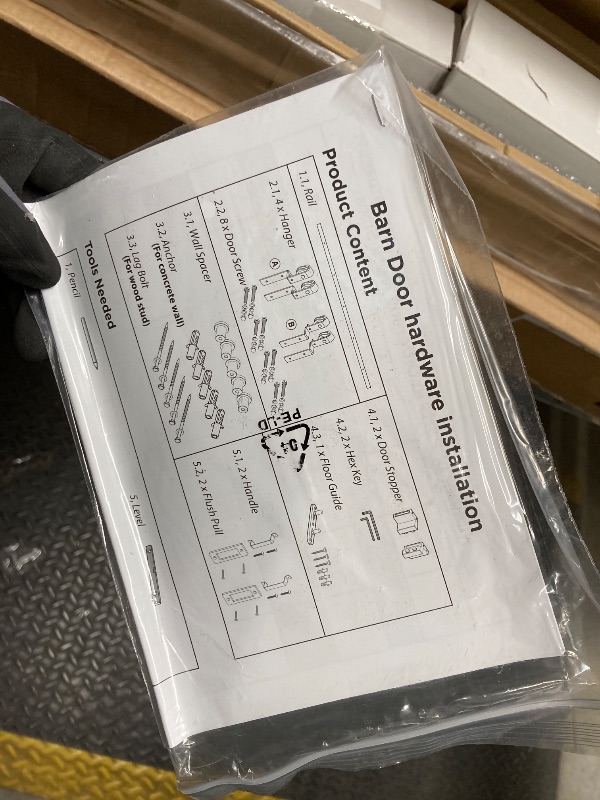 Barn Door hardware installation
Product Content
1.1, Rail
2.1, 4 x Hanger
A
B
2.2, 8 x Door Screw
3.1, Wall Spacer
3.2, Anchor
(For concrete wall)
3.3, Lag Bolt
(For wood stud)
4.1, 2 x Door Stopper
4.2, 2 x Hex Key
4.3, 1 x Floor Guide
5.1, 2 x Handle
5.2, 2 x Flush Pull
Tools Needed
1, Pencil
5, Level